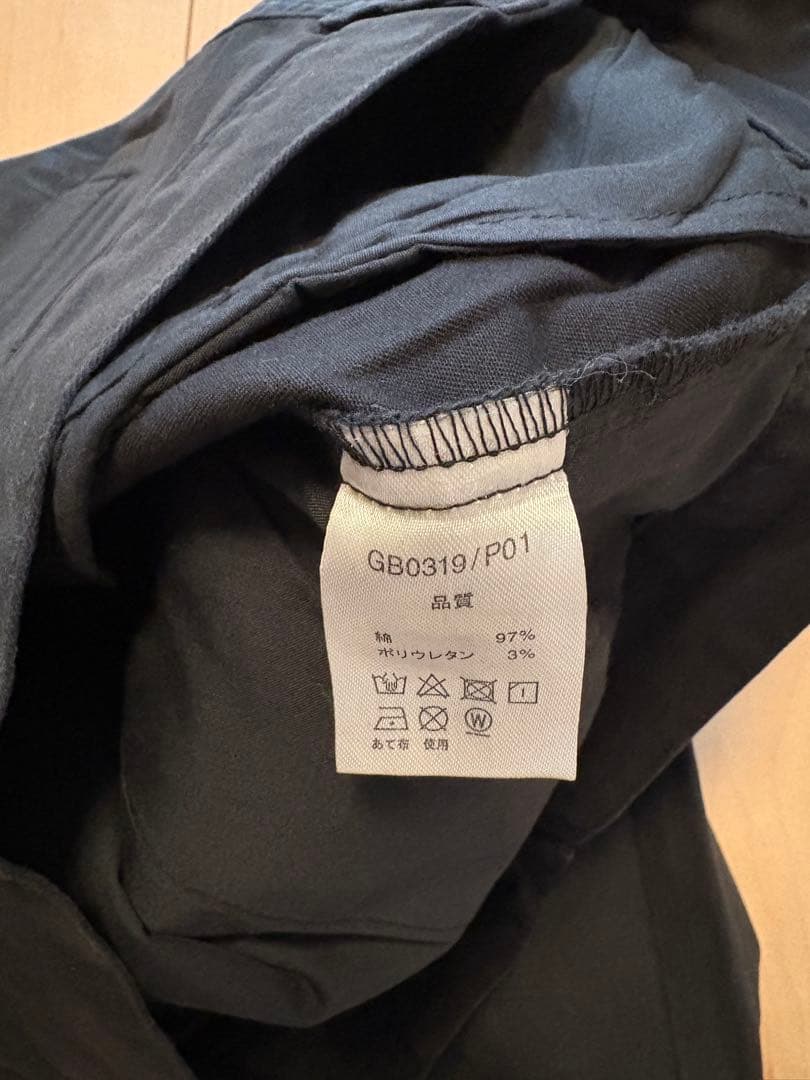 GB0319/P01
品質
綿 97%
ポリウレタン 3%
W
あて布 使用